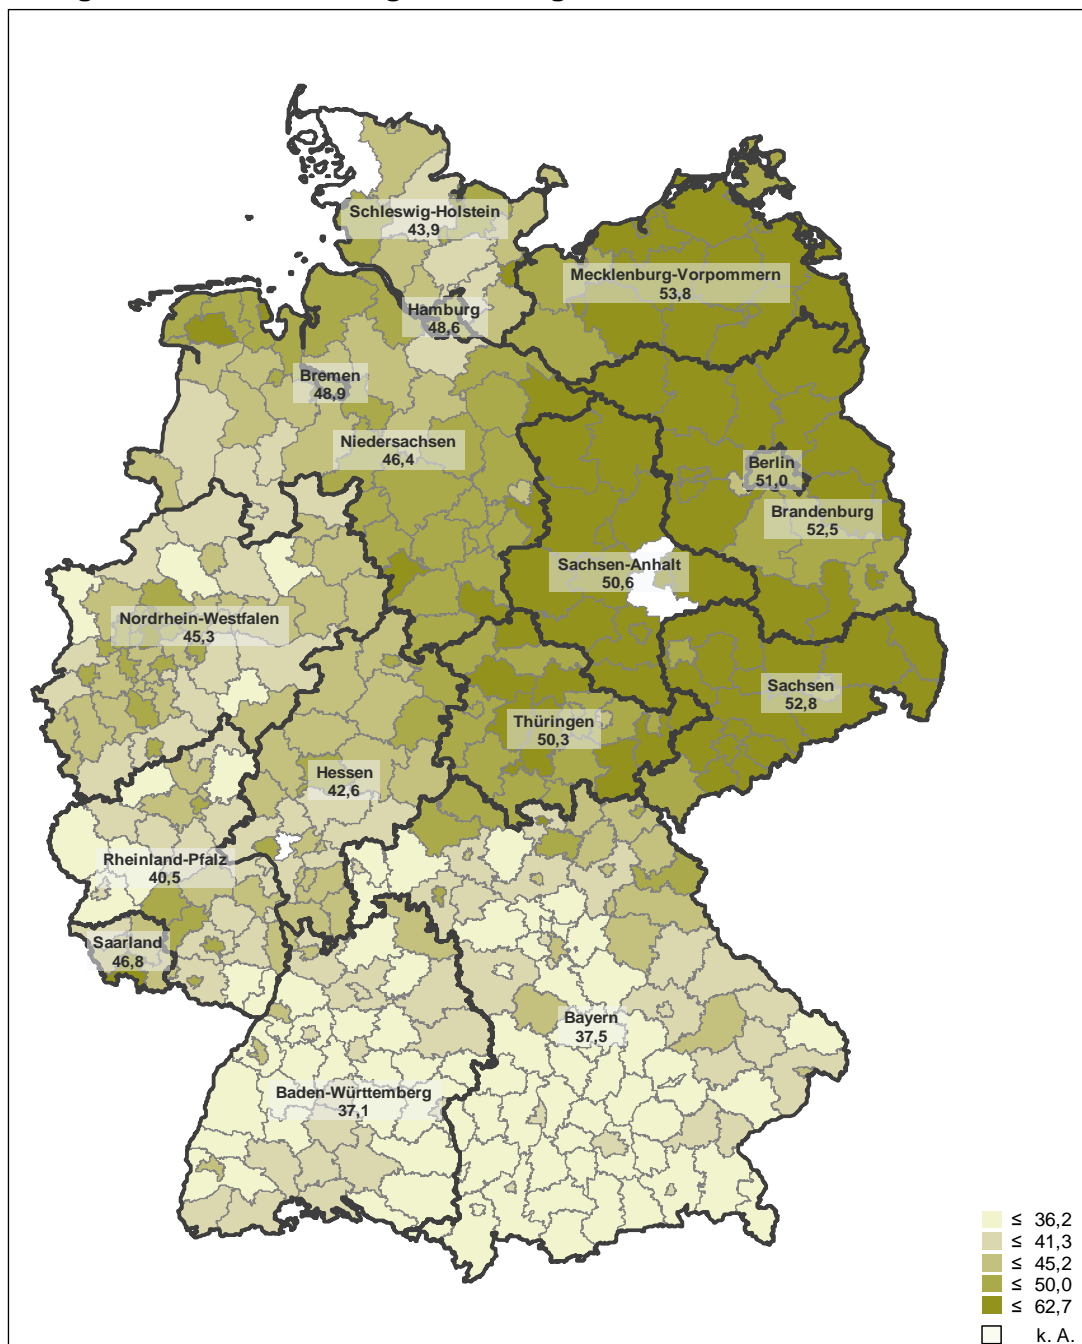 Schleswig-Holstein
43,9
Mecklenburg-Vorpommern
53,8
Hamburg
48,6
Bremen
48,9
Niedersachsen
46,4
Berlin
51,0
Brandenburg
52,5
Sachsen-Anhalt
50,6
Nordrhein-Westfalen
45,3
Sachsen
52,8
Thüringen
50,3
Hessen
42,6
Rheinland-Pfalz
40,5
Saarland
46,8
Bayern
37,5
Baden-Württemberg
37,1
≤ 36,2
≤ 41,3
≤ 45,2
≤ 50,0
≤ 62,7
k. A.